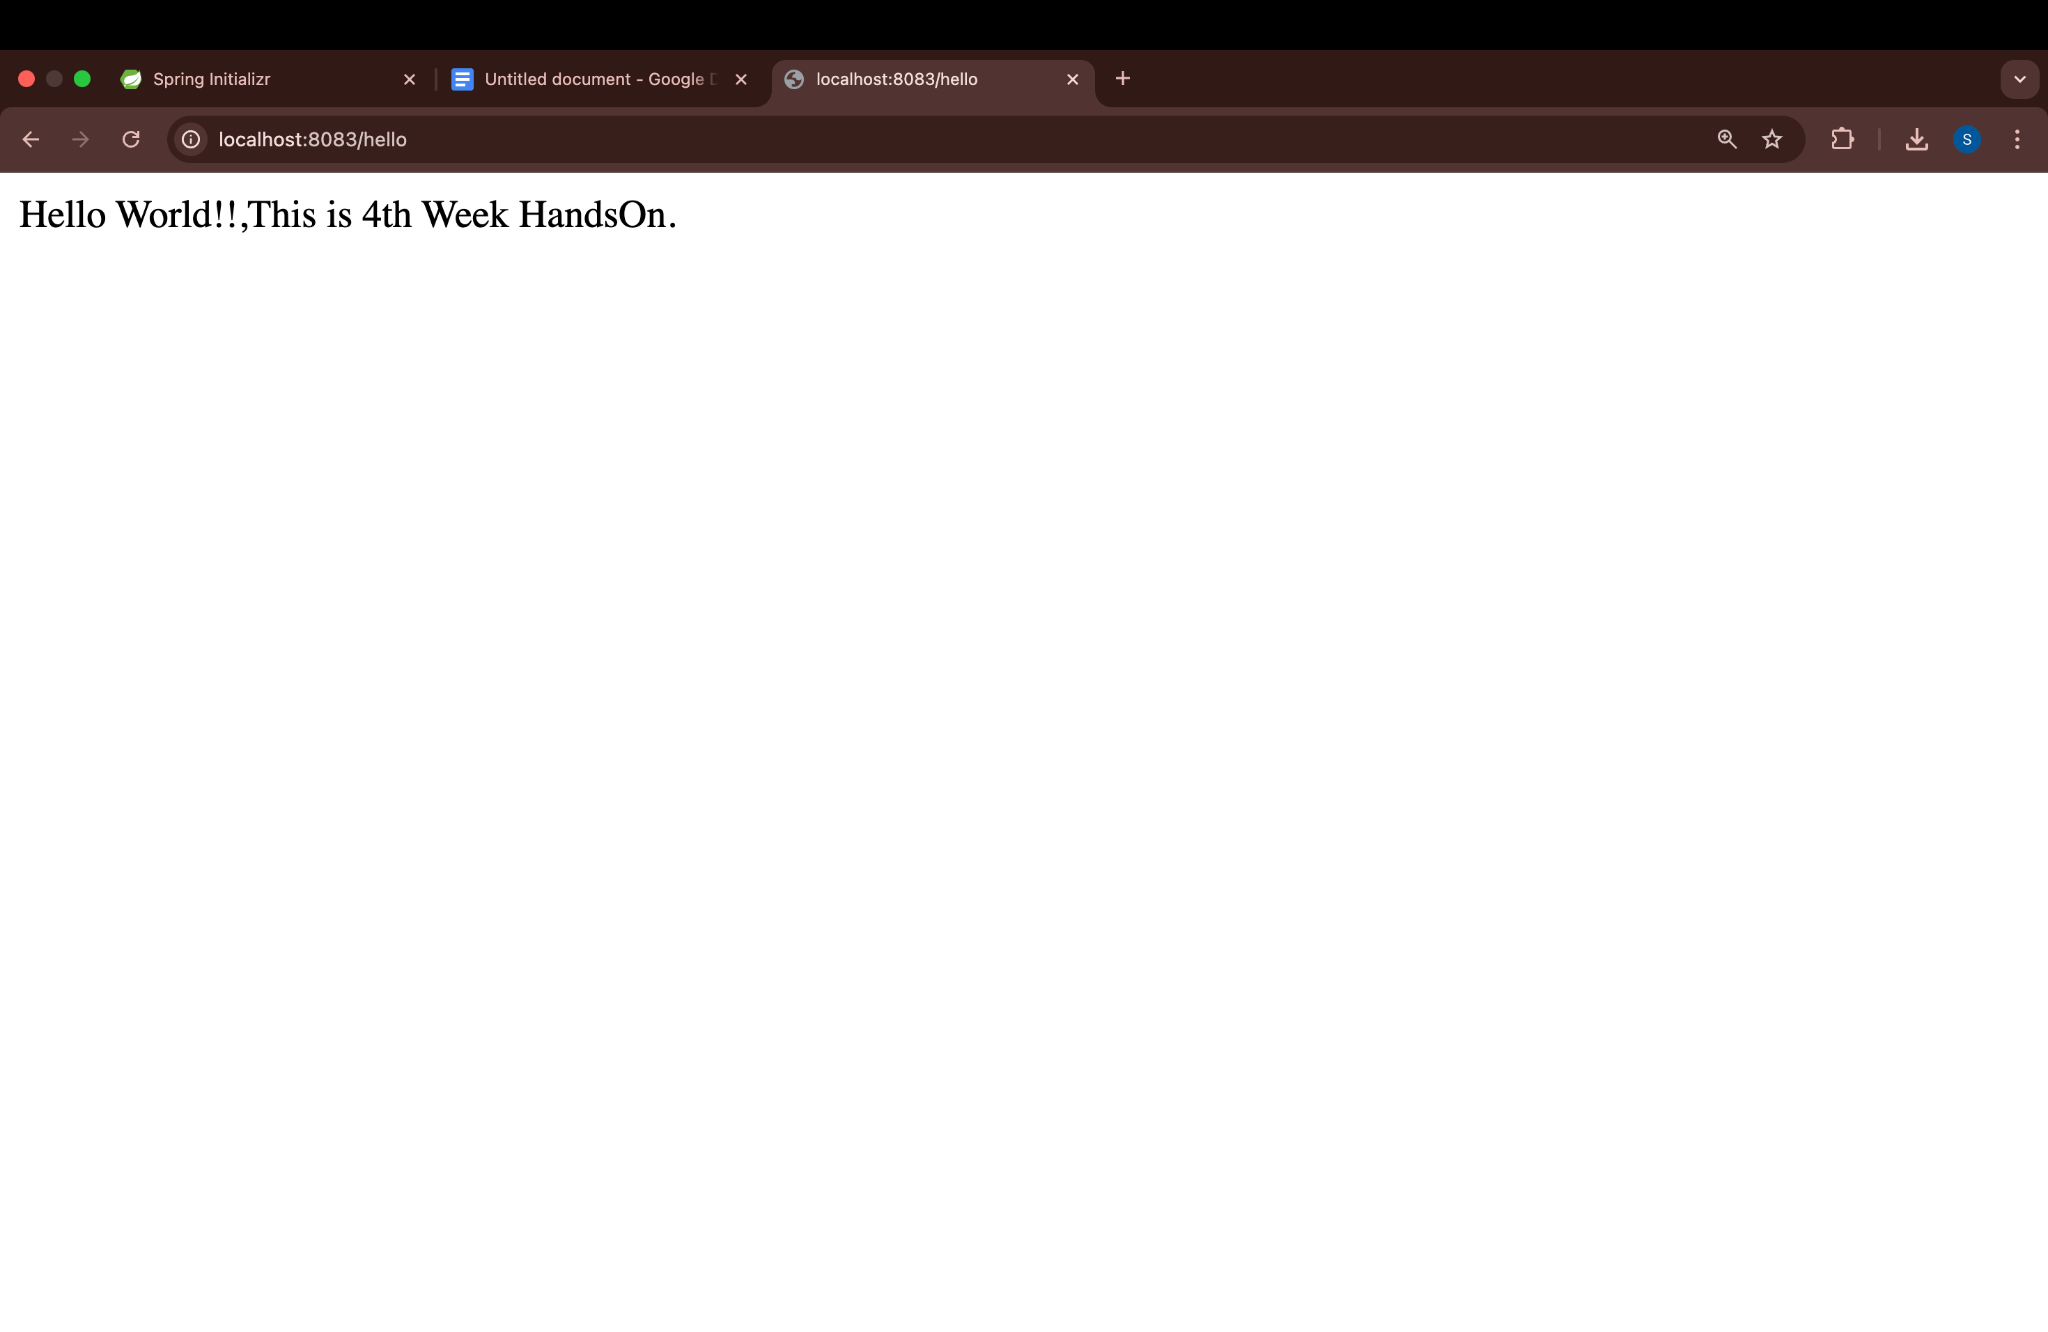 Spring Initializr
Untitled document - Google
localhost:8083/hello
localhost:8083/hello
S
Hello World!!,This is 4th Week HandsOn.